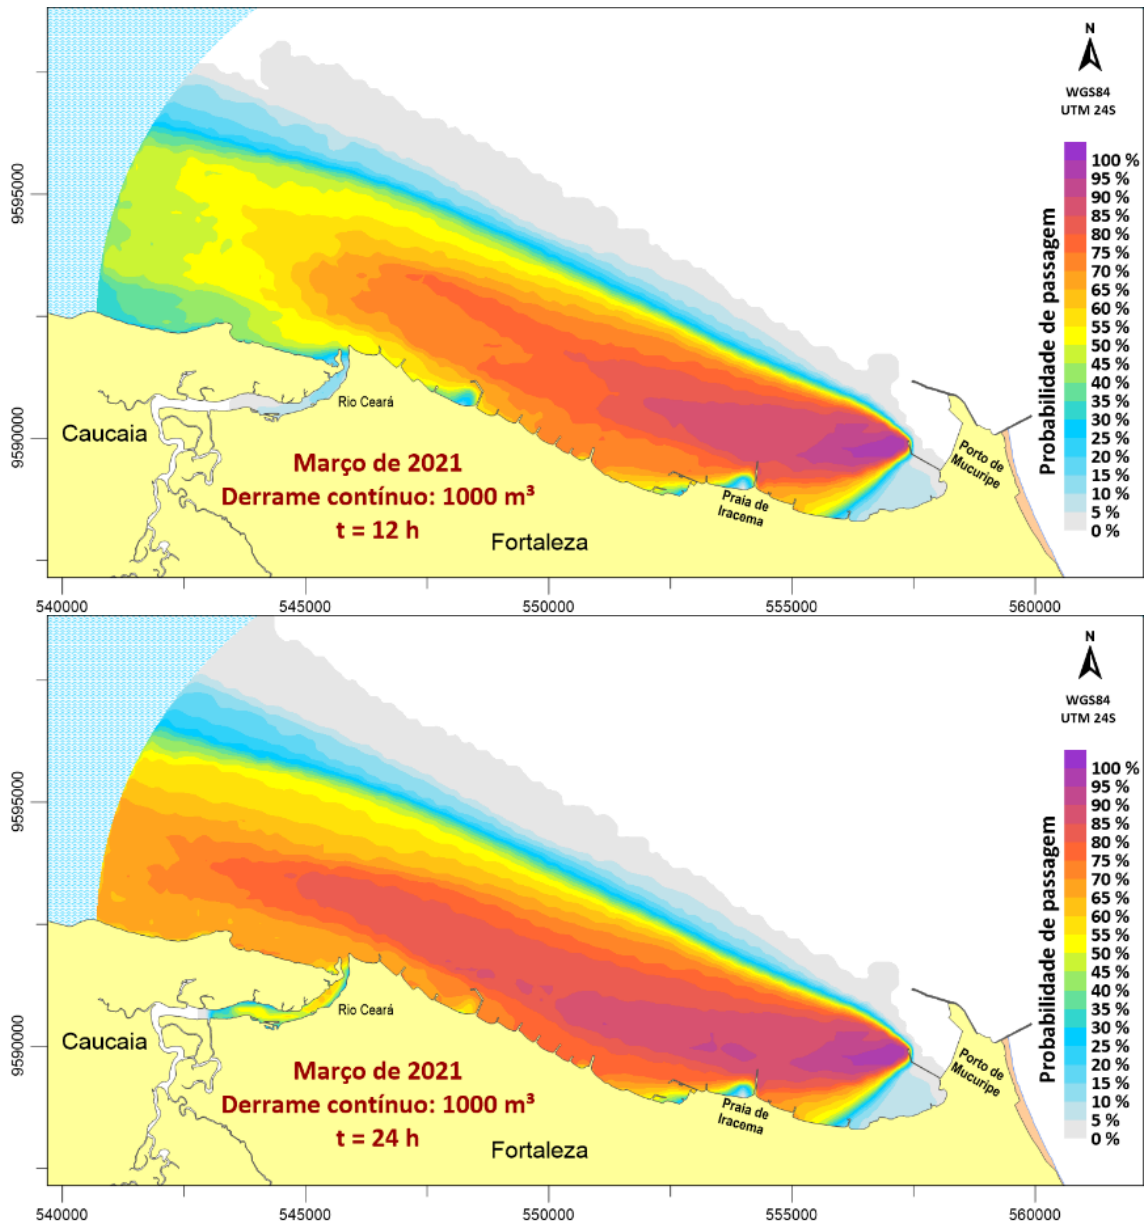 N
WGS84
UTM 24S
Probabilidade de passagem
100 %
95 %
90 %
85 %
80 %
75 %
70 %
65 %
60 %
55 %
50 %
45 %
40 %
35 %
30 %
25 %
20 %
15 %
10 %
5 %
0 %
9595000
9590000
Caucaia
Rio Ceará
Março de 2021
Derrame contínuo: 1000 m³
t = 12 h
Fortaleza
Praia de
Iracema
Porto de
Mucuripe
540000
545000
550000
555000
560000
N
WGS84
UTM 24S
Probabilidade de passagem
100 %
95 %
90 %
85 %
80 %
75 %
70 %
65 %
60 %
55 %
50 %
45 %
40 %
35 %
30 %
25 %
20 %
15 %
10 %
5 %
0 %
9595000
9590000
Caucaia
Rio Ceará
Março de 2021
Derrame contínuo: 1000 m³
t = 24 h
Fortaleza
Praia de
Iracema
Porto de
Mucuripe
540000
545000
550000
555000
560000